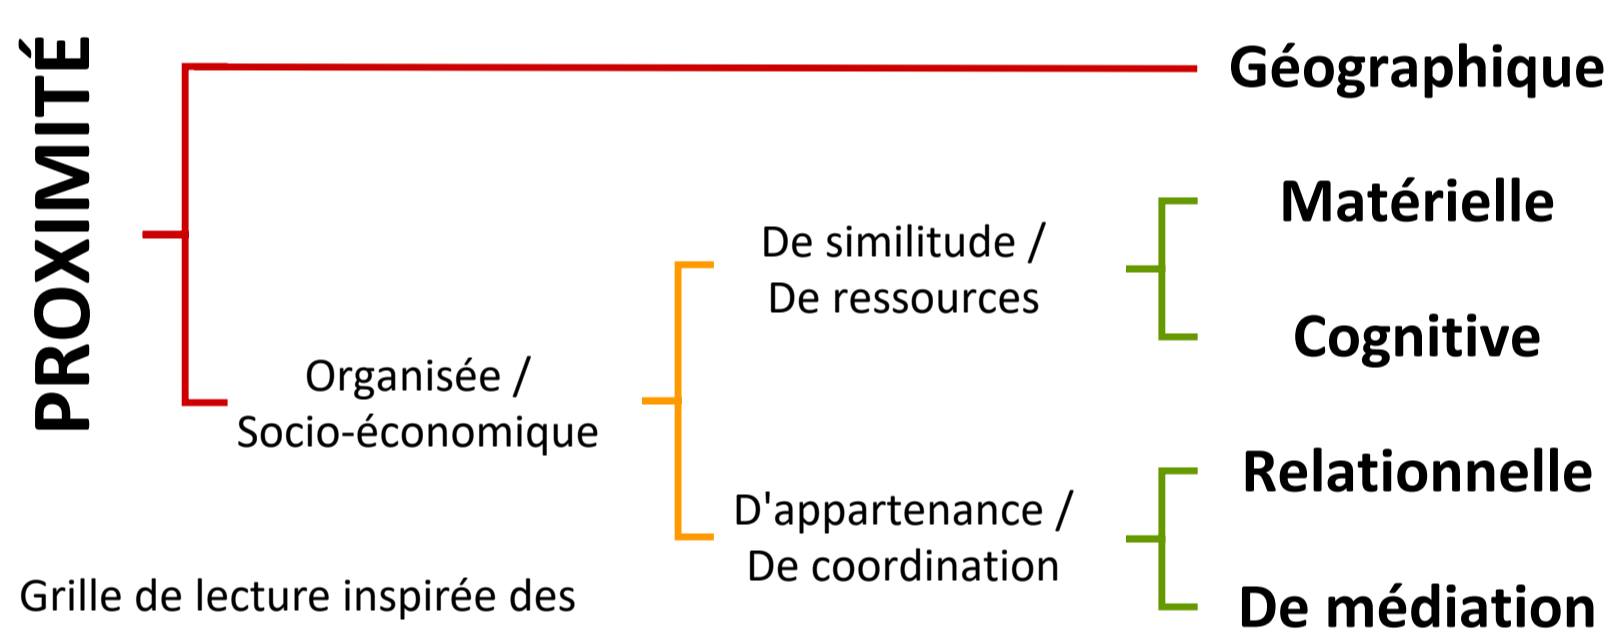 PROXIMITÉ
Géographique
Organisée /
Socio-économique
De similitude /
De ressources
Matérielle
Cognitive
D'appartenance /
De coordination
Relationnelle
De médiation
Grille de lecture inspirée des